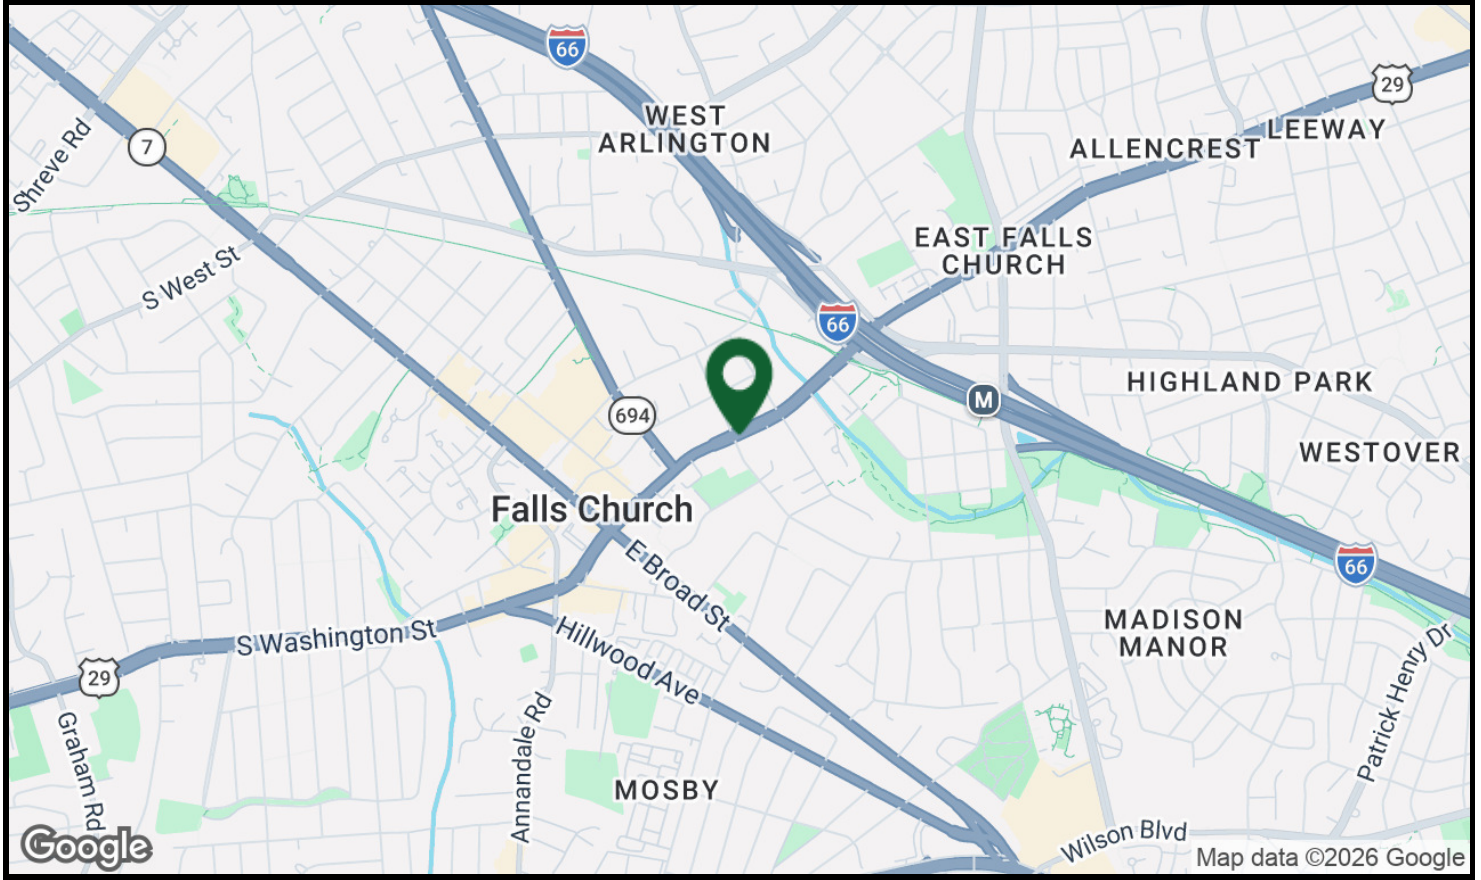 66
29
WEST
ARLINGTON
LEEWAY
ALLENCREST
7
Shreve Rd
EAST FALLS
CHURCH
S West St
66
HIGHLAND PARK
M
694
WESTOVER
Falls Church
E Broad St
66
MADISON
MANOR
S Washington St
Hillwood Ave
29
Patrick Henry Dr
Graham Rd
Annandale Rd
MOSBY
Wilson Blvd
Google
Map data ©2026 Google